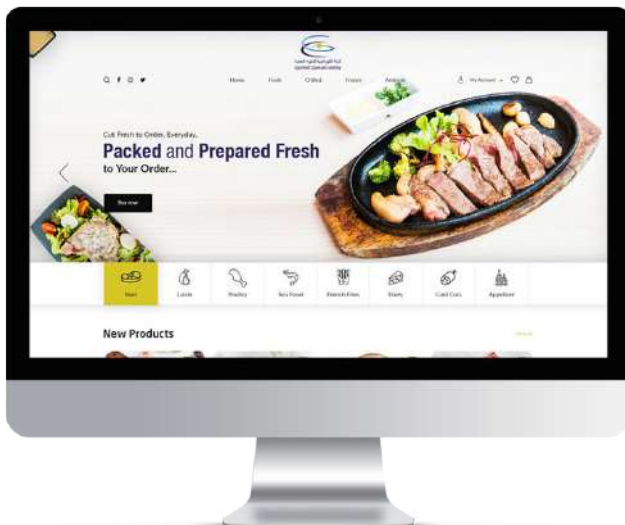 Home
Fresh
Chilled
Frozen
My Account
Cut Fresh to Order, Everyday,
Packed and Prepared Fresh
to Your Order...
Buy now
Beef
Lamb
Poultry
Sea Food
French Fries
Dairy
Cold Cuts
Appetizer
New Products